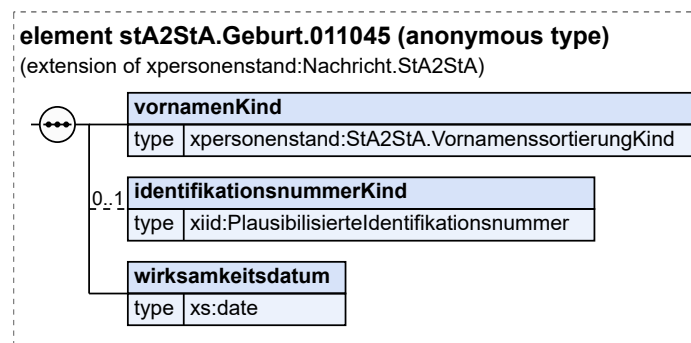 element stA2StA.Geburt.011045 (anonymous type)
(extension of xpersonenstand:Nachricht.StA2StA)
vornamenKind
type xpersonenstand:StA2StA.VornamenssortierungKind
0..1
identifikationsnummerKind
type xiid:PlausibilisierteIdentifikationsnummer
wirksamkeitsdatum
type xs:date